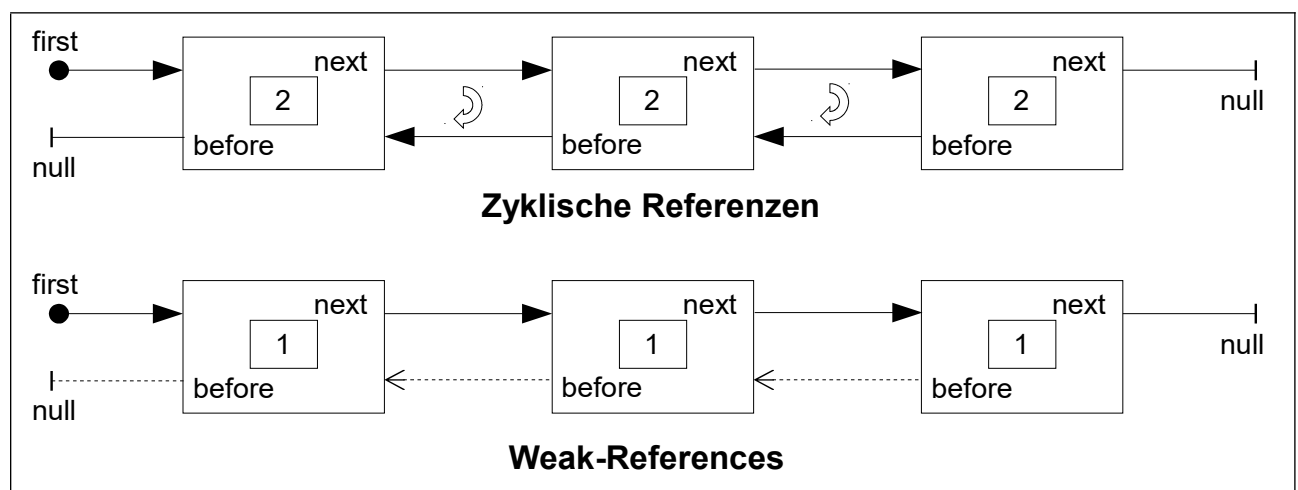 first
next
next
next
2
2
2
null
before
before
before
null
Zyklische Referenzen
first
next
next
next
1
1
1
null
before
before
before
null
Weak-References